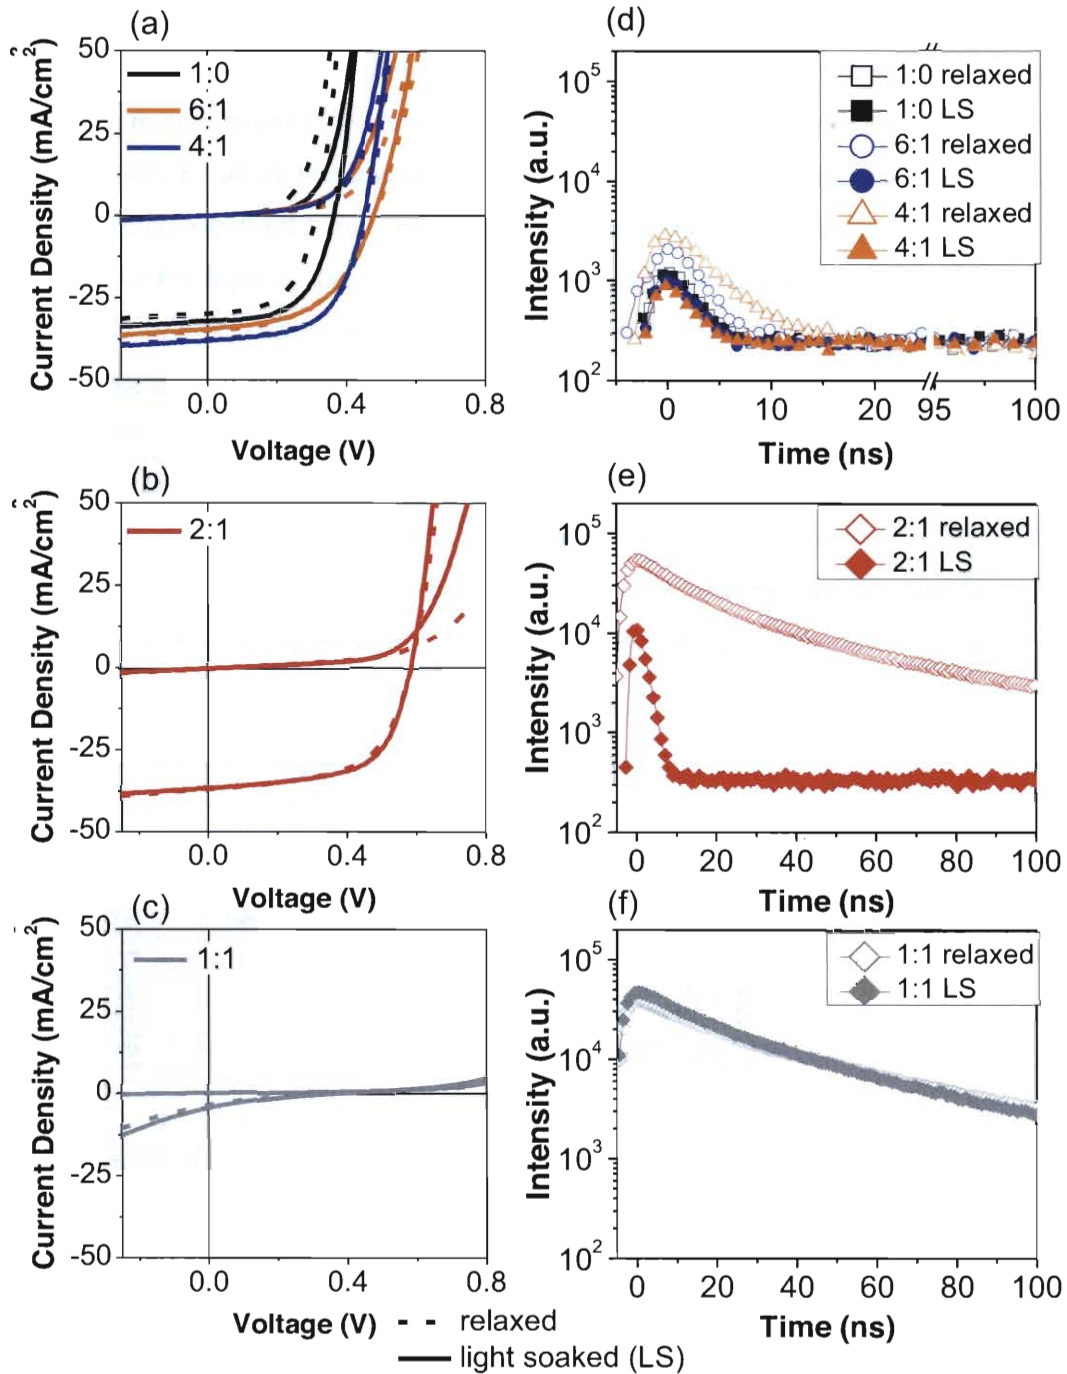 (a)
50
25
0
-25
-50
Current Density (mA/cm²)
1:0
6:1
4:1
0.0
0.4
0.8
Voltage (V)
(d)
10⁵
10⁴
10³
10²
Intensity (a.u.)
1:0 relaxed
1:0 LS
6:1 relaxed
6:1 LS
4:1 relaxed
4:1 LS
0
10
20
95
100
Time (ns)
(b)
50
25
0
-25
-50
Current Density (mA/cm²)
2:1
0.0
0.4
0.8
Voltage (V)
(e)
10⁵
10⁴
10³
10²
Intensity (a.u.)
2:1 relaxed
2:1 LS
0
20
40
60
80
100
Time (ns)
(c)
50
25
0
-25
-50
Current Density (mA/cm²)
1:1
0.0
0.4
0.8
Voltage (V)
(f)
10⁵
10⁴
10³
10²
Intensity (a.u.)
1:1 relaxed
1:1 LS
0
20
40
60
80
100
Time (ns)
relaxed
light soaked (LS)